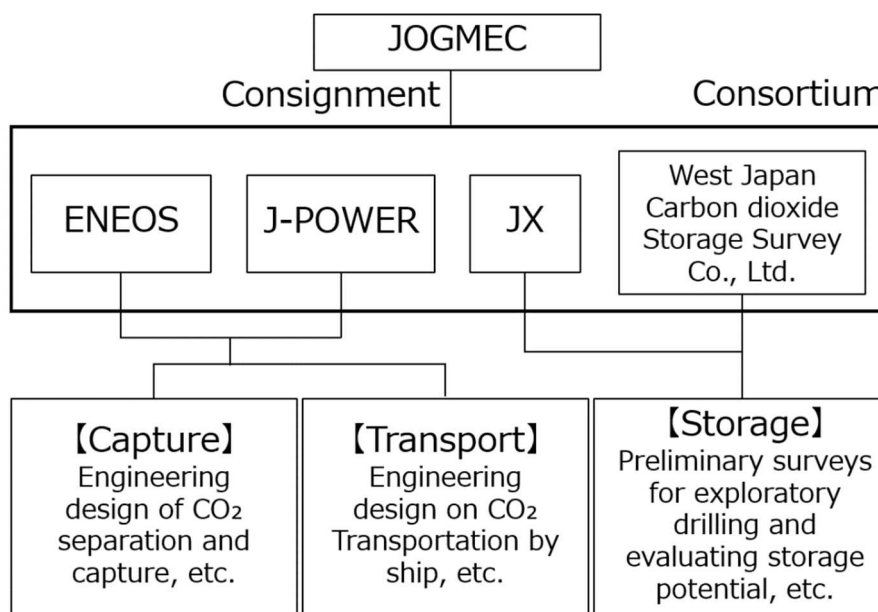 JOGMEC
Consignment
Consortium
ENEOS
J-POWER
JX
West Japan
Carbon dioxide
Storage Survey
Co., Ltd.
【Capture】
Engineering
design of CO₂
separation and
capture, etc.
【Transport】
Engineering
design on CO₂
Transportation by
ship, etc.
【Storage】
Preliminary surveys
for exploratory
drilling and
evaluating storage
potential, etc.